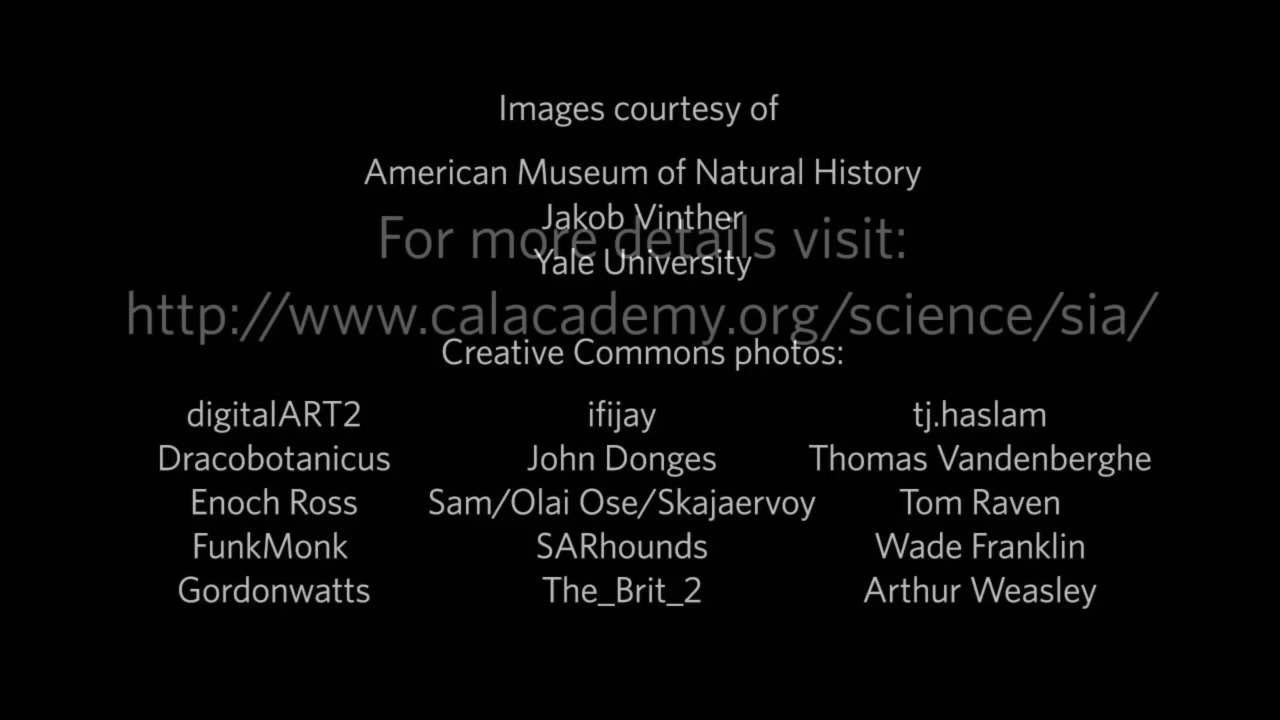 Images courtesy of
American Museum of Natural History
Jakob Vinther
For more details visit:
Yale University
http://www.calacademy.org/science/sia/
Creative Commons photos:
digitalART2 ifijay tj.haslam
Dracobotanicus John Donges Thomas Vandenberghe
Enoch Ross Sam/Olai Ose/Skajaervoy Tom Raven
FunkMonk SARhounds Wade Franklin
Gordonwatts The_Brit_2 Arthur Weasley